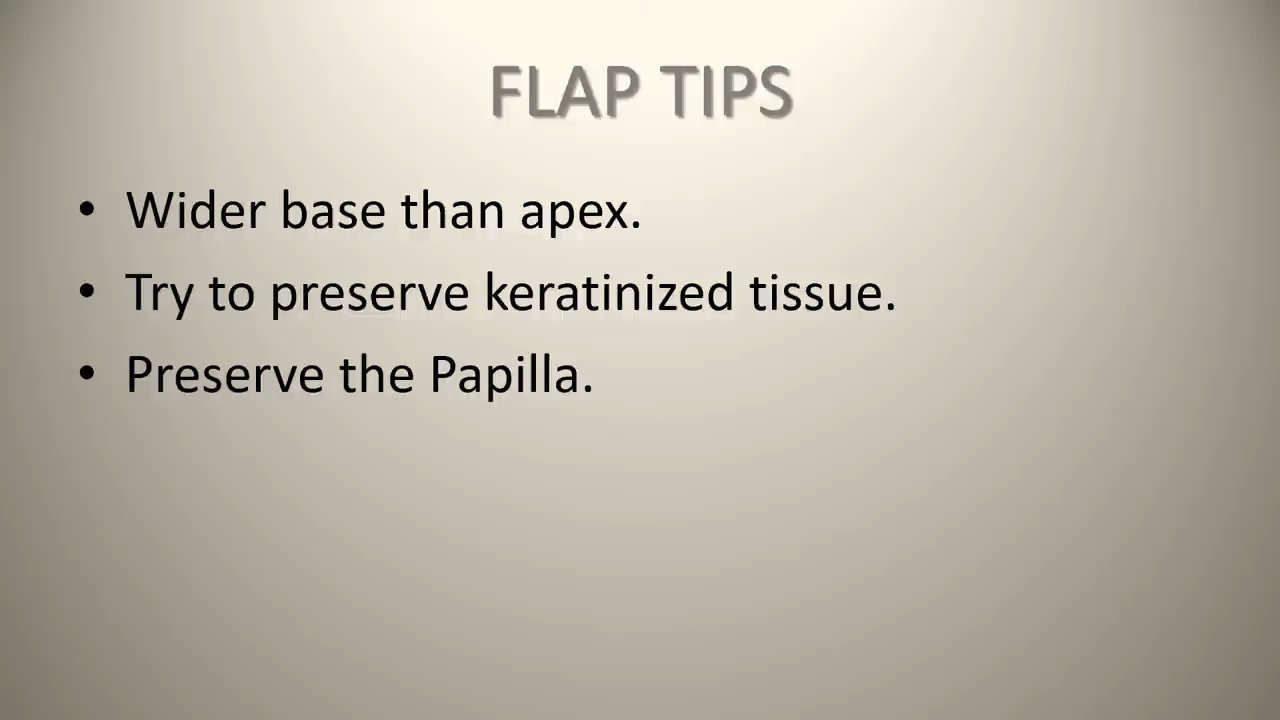 FLAP TIPS
• Wider base than apex.
• Try to preserve keratinized tissue.
• Preserve the Papilla.